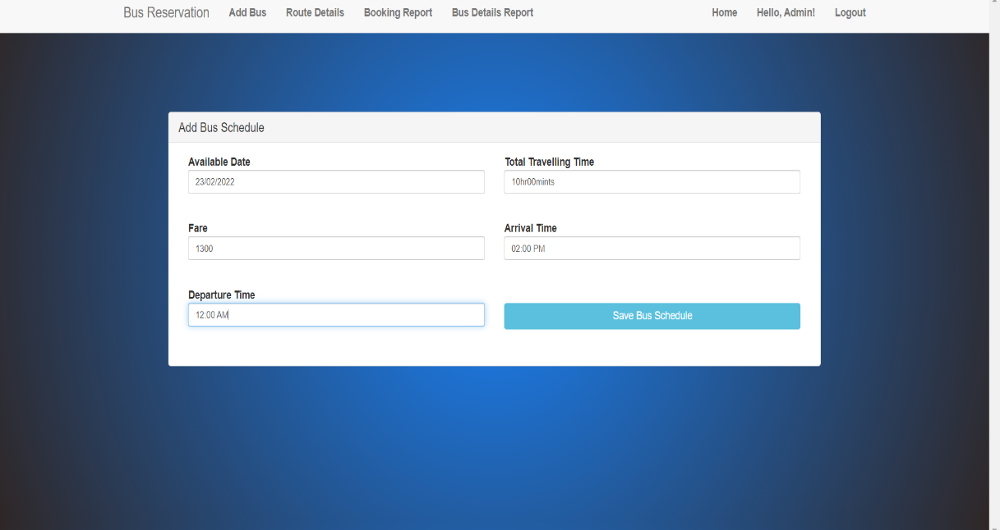 Bus Reservation Add Bus Route Details Booking Report Bus Details Report Home Hello, Admin! Logout
Add Bus Schedule
Available Date Total Travelling Time
23/02/2022 10hr00mints
Fare Arrival Time
1300 02:00 PM
Departure Time
12:00 AM Save Bus Schedule